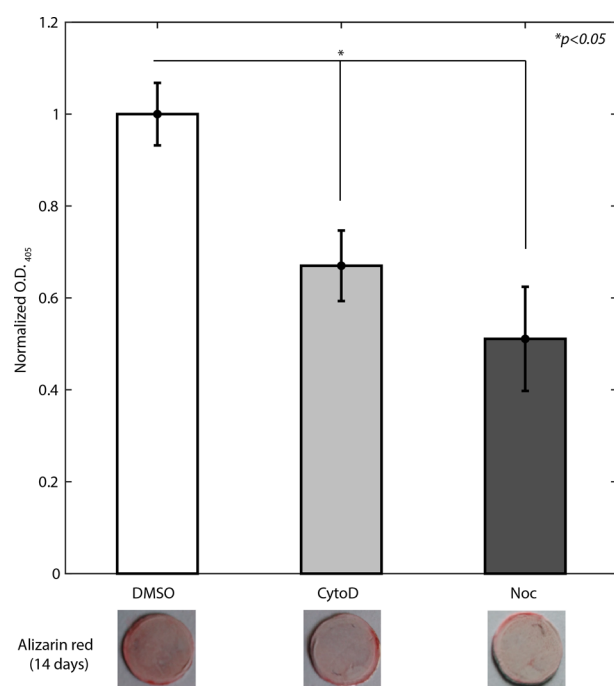 1.2
*p<0.05
*
1
0.8
0.6
0.4
0.2
0
Normalized O.D.405
DMSO CytoD Noc
Alizarin red
(14 days)